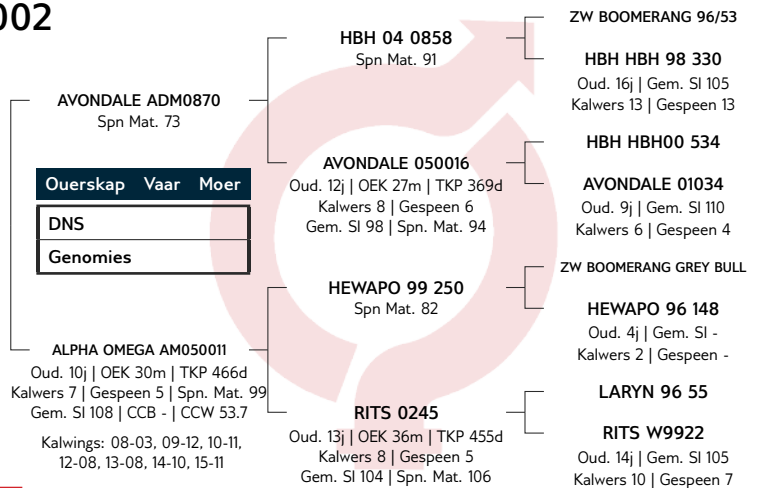 002
AVONDALE ADM0870
Spn Mat. 73
Ouerskap Vaar Moer
DNS
Genomies
ALPHA OMEGA AM050011
Oud. 10j | OEK 30m | TKP 466d
Kalwers 7 | Gespeen 5 | Spn. Mat. 99
Gem. SI 108 | CCB - | CCW 53.7
Kalwings: 08-03, 09-12, 10-11,
12-08, 13-08, 14-10, 15-11
HBH 04 0858
Spn Mat. 91
AVONDALE 050016
Oud. 12j | OEK 27m | TKP 369d
Kalwers 8 | Gespeen 6
Gem. SI 98 | Spn. Mat. 94
HEWAPO 99 250
Spn Mat. 82
RITS 0245
Oud. 13j | OEK 36m | TKP 455d
Kalwers 8 | Gespeen 5
Gem. SI 104 | Spn. Mat. 106
ZW BOOMERANG 96/53
HBH HBH 98 330
Oud. 16j | Gem. SI 105
Kalwers 13 | Gespeen 13
HBH HBH00 534
AVONDALE 01034
Oud. 9j | Gem. SI 110
Kalwers 6 | Gespeen 4
ZW BOOMERANG GREY BULL
HEWAPO 96 148
Oud. 4j | Gem. SI -
Kalwers 2 | Gespeen -
LARYN 96 55
RITS W9922
Oud. 14j | Gem. SI 105
Kalwers 10 | Gespeen 7